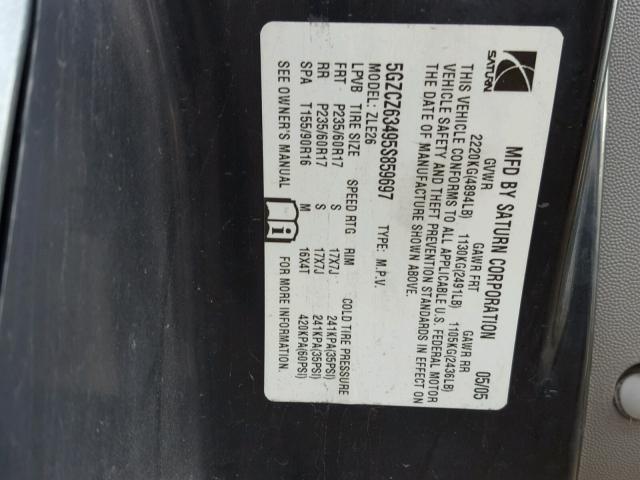 SATURN
MFD BY SATURN CORPORATION 05/05
GVWR GAWR FRT GAWR RR
2220KG(4894LB) 1130KG(2491LB) 1105KG(2436LB)
THIS VEHICLE CONFORMS TO ALL APPLICABLE U.S. FEDERAL MOTOR
VEHICLE SAFETY AND THEFT PREVENTION STANDARDS IN EFFECT ON
THE DATE OF MANUFACTURE SHOWN ABOVE.
5GZCZ63495S859697 TYPE: M.P.V.
MODEL: ZLE26
LPVB TIRE SIZE SPEED RTG RIM COLD TIRE PRESSURE
FRT P235/60R17 S 17X7J 241KPA(35PSI)
RR P235/60R17 S 17X7J 241KPA(35PSI)
SPA T155/90R16 M 16X4T 420KPA(60PSI)
SEE OWNER'S MANUAL i FOR MORE INFORMATION.